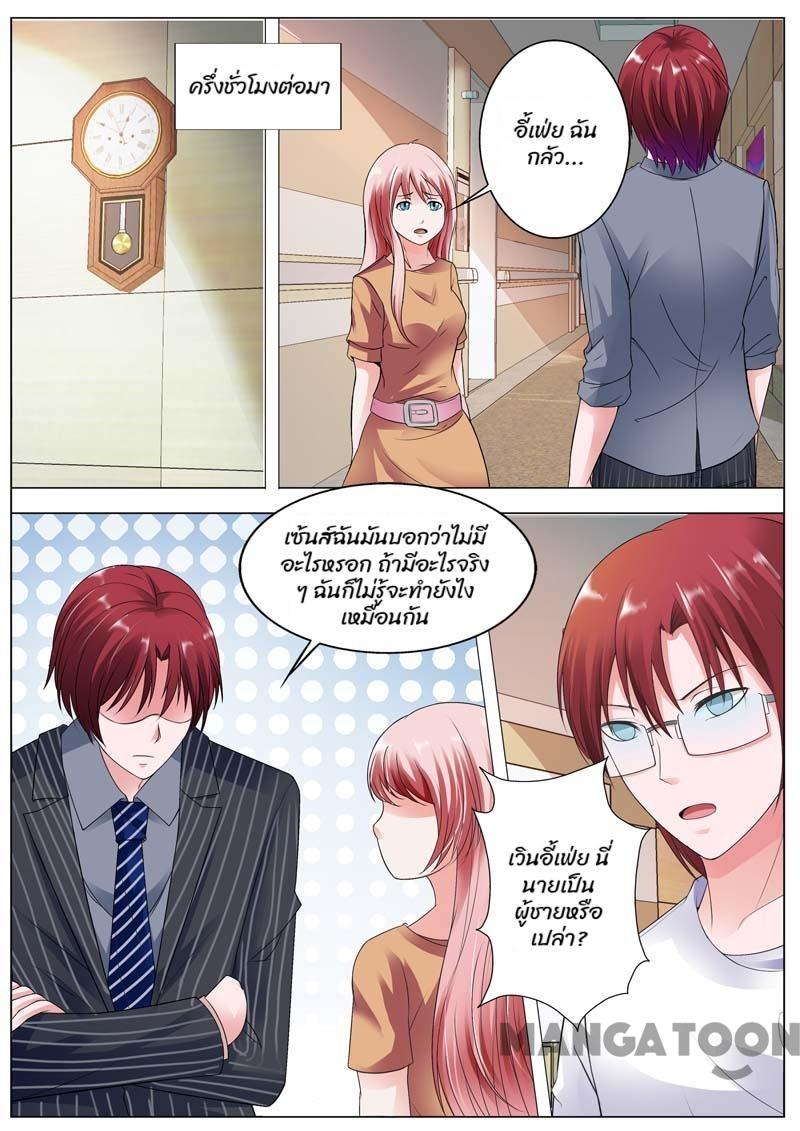 ครึ่งชั่วโมงต่อมา
อี้เฟ่ย ฉัน
กลัว...
เซ้นส์ฉันมันบอกว่าไม่มี
อะไรหรอก ถ้ามีอะไรจริง
ๆ ฉันก็ไม่รู้จะทำยังไง
เหมือนกัน
เวินอี้เฟ่ย นี่
นายเป็น
ผู้ชายหรือ
เปล่า?
MANGATOON